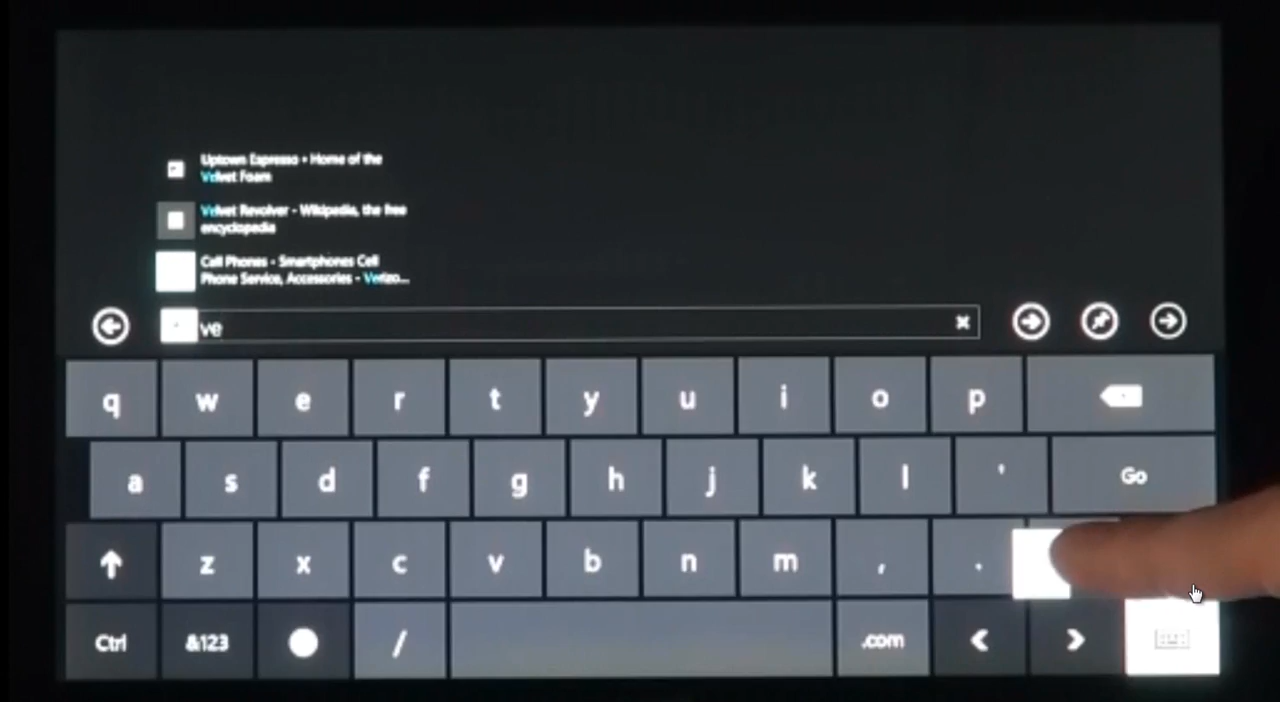 Uptown Espresso • Home of the
Velvet Foam
Velvet Revolver - Wikipedia, the free
encyclopedia
Cell Phones - Smartphones Cell
Phone Service, Accessories - Verizo...
ve
q w e r t y u i o p
a s d f g h j k l ' Go
z x c v b n m , .
Ctrl &123 / .com < >